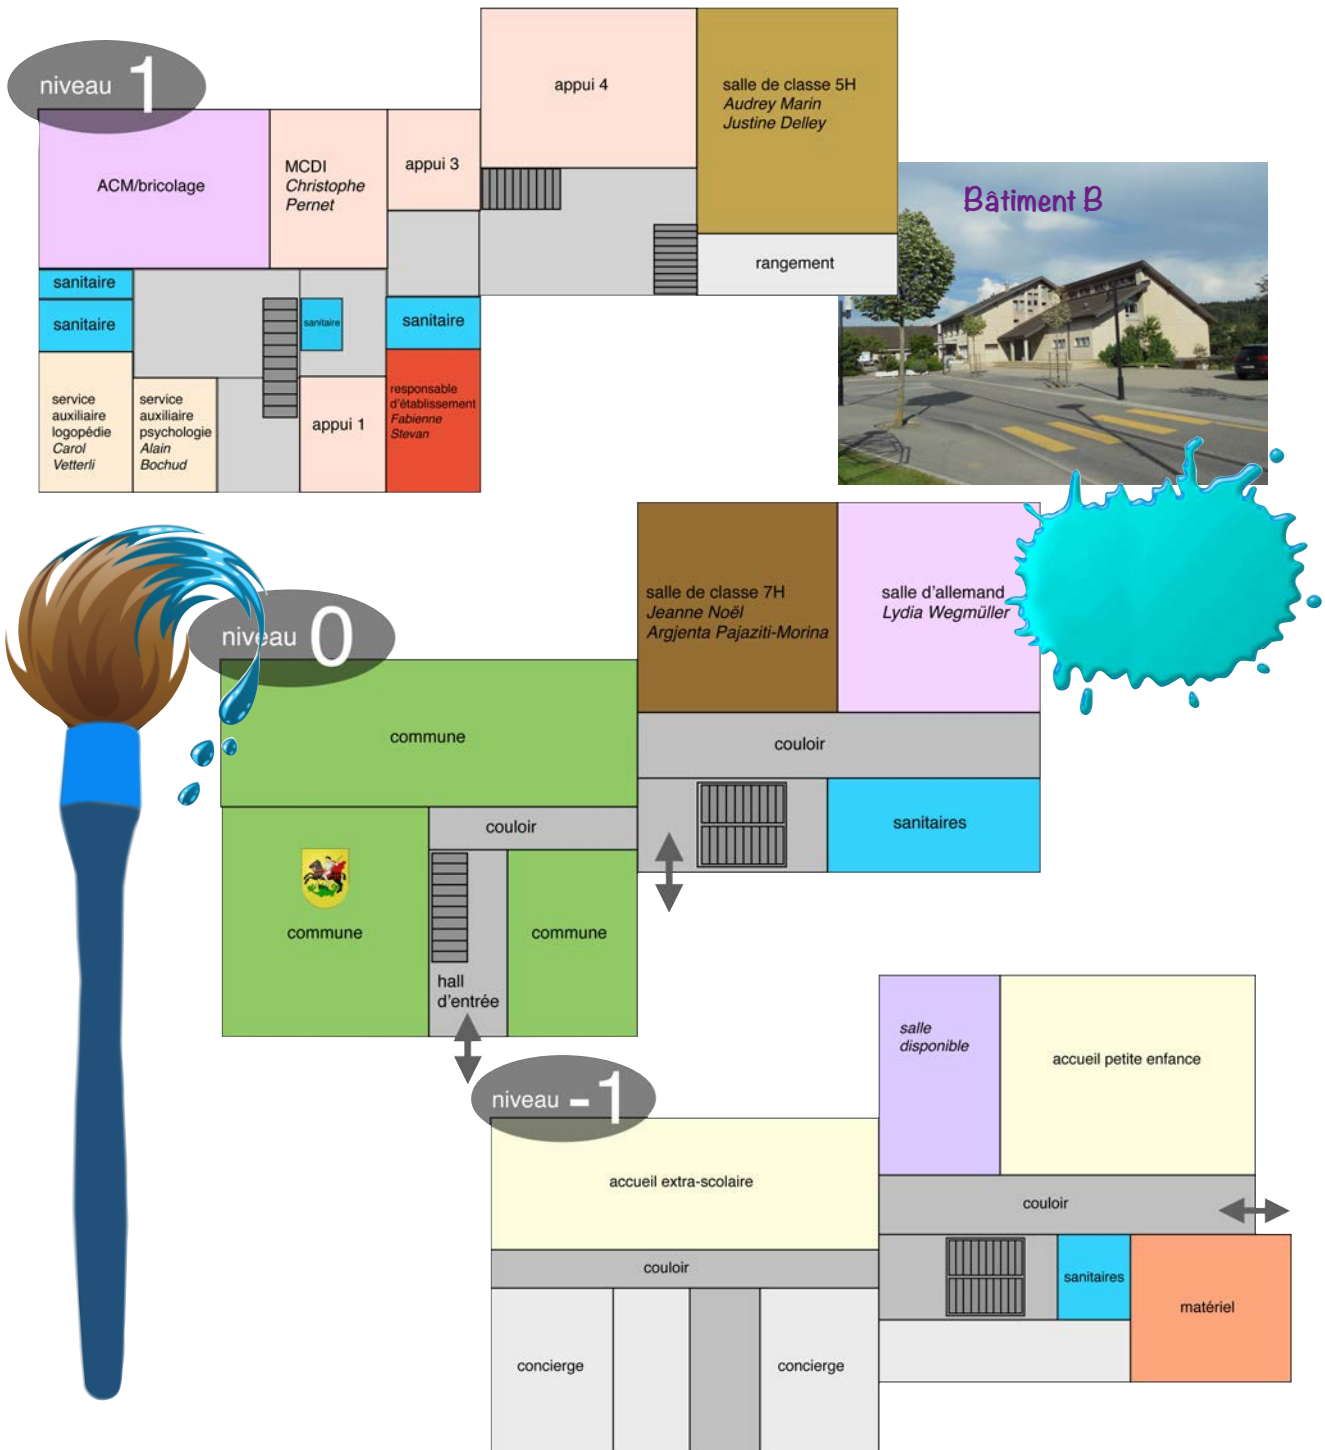 niveau 1
appui 4
salle de classe 5H
Audrey Marin
Justine Delley
ACM/bricolage
MCDI
Christophe
Pernet
appui 3
Bâtiment B
rangement
sanitaire
sanitaire
sanitaire
sanitaire
service
auxiliaire
logopédie
Carol
Vetterli
service
auxiliaire
psychologie
Alain
Bochud
appui 1
responsable
d'établissement
Fabienne
Stevan
niveau 0
salle de classe 7H
Jeanne Noël
Argjenta Pajaziti-Morina
salle d'allemand
Lydia Wegmüller
commune
couloir
couloir
sanitaires
commune
commune
hall
d'entrée
niveau -1
salle
disponible
accueil petite enfance
accueil extra-scolaire
couloir
couloir
sanitaires
matériel
concierge
concierge